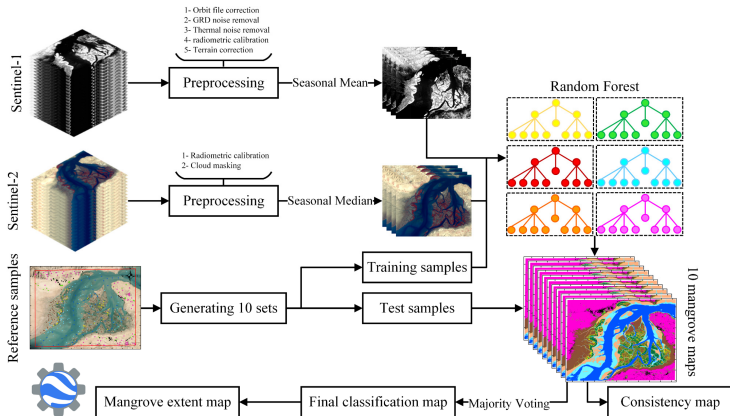 1- Orbit file correction
2- GRD noise removal
3- Thermal noise removal
4- radiometric calibration
5- Terrain correction
Sentinel-1
Preprocessing
Seasonal Mean
Random Forest
1- Radiometric calibration
2- Cloud masking
Sentinel-2
Preprocessing
Seasonal Median
Training samples
Reference samples
Generating 10 sets
Test samples
10 mangrove maps
Mangrove extent map
Final classification map
Majority Voting
Consistency map